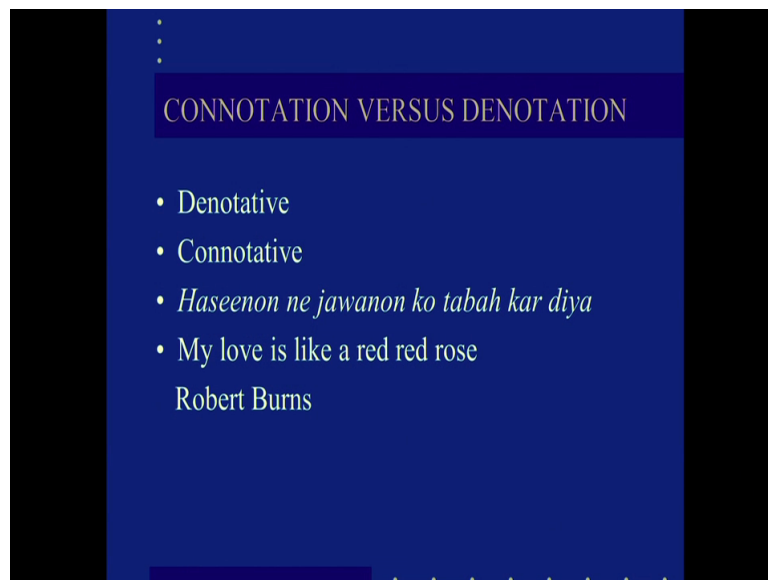 CONNOTATION VERSUS DENOTATION
• Denotative
• Connotative
• Haseenon ne jawanon ko tabah kar diya
• My love is like a red red rose
Robert Burns